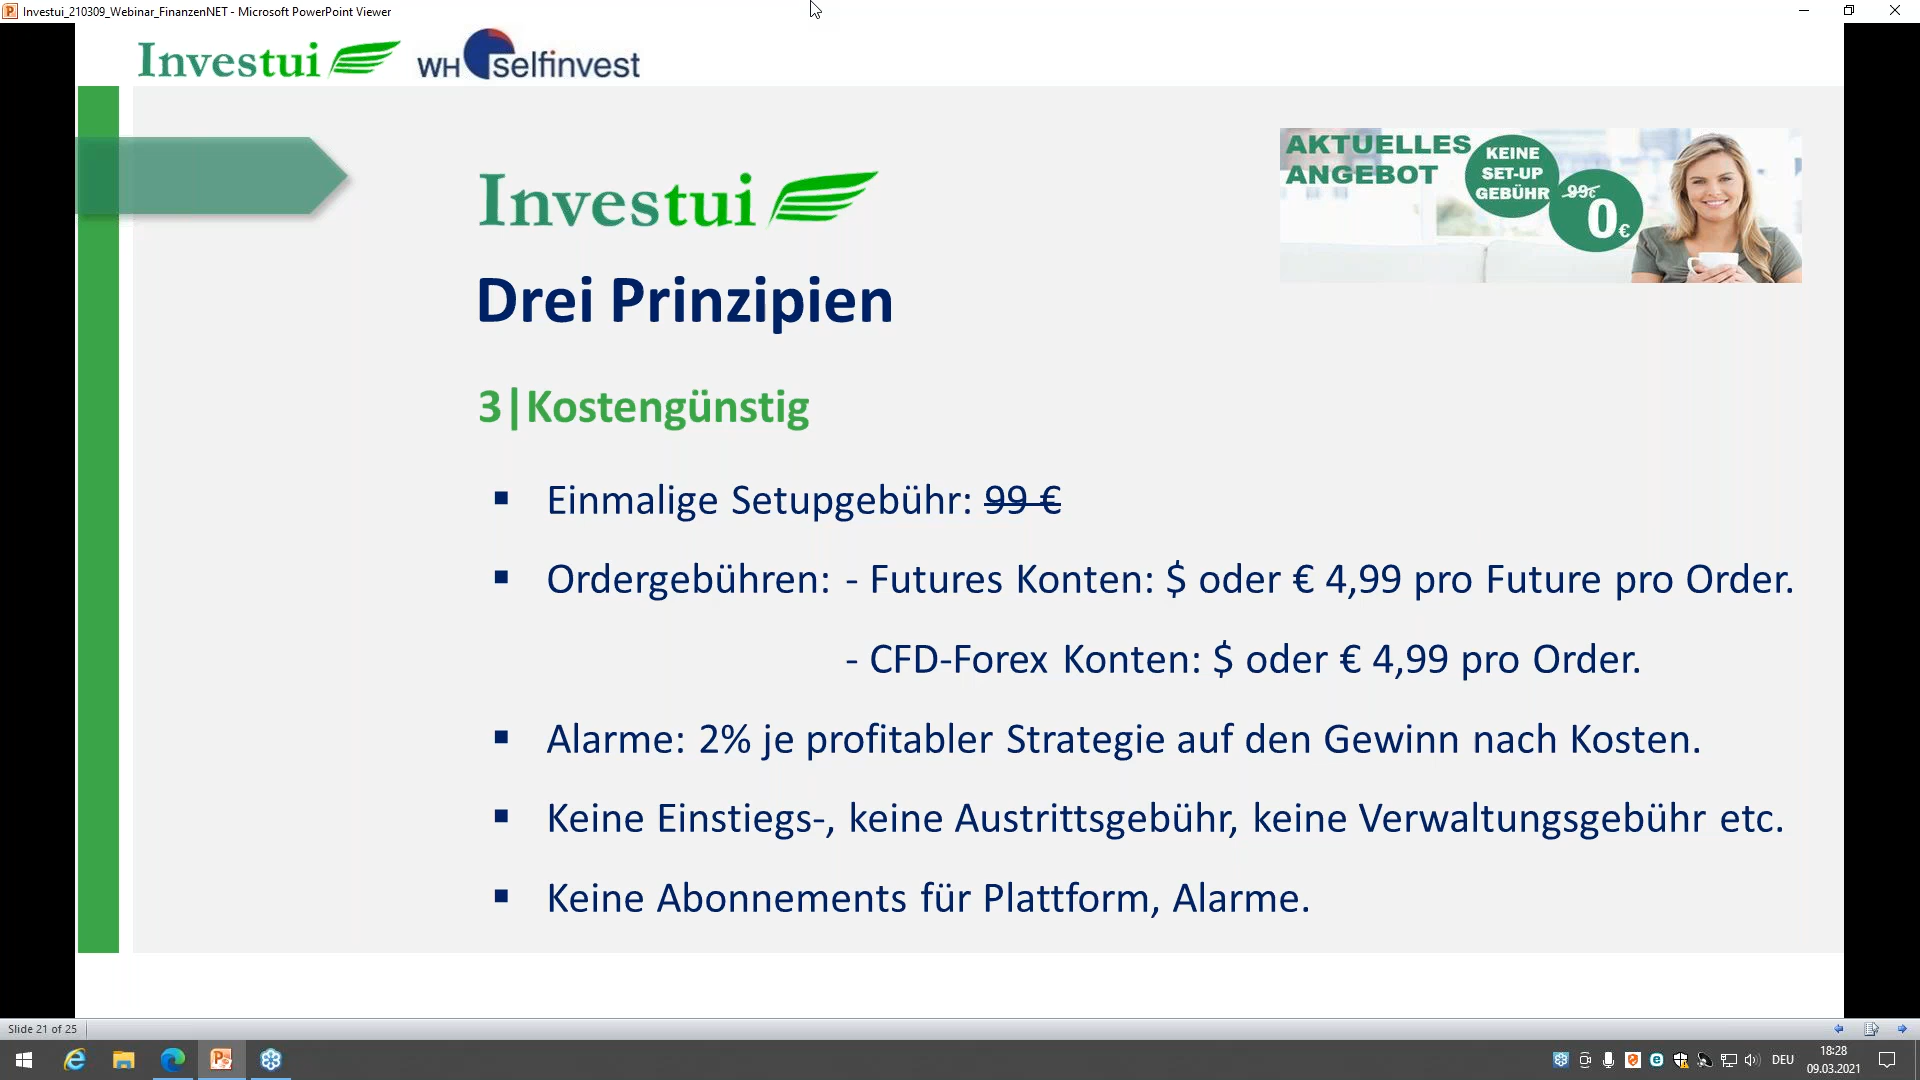 Investui_210309_Webinar_FinanzenNET - Microsoft PowerPoint Viewer
Investui WH selfinvest
AKTUELLES
ANGEBOT
KEINE
SET-UP
GEBÜHR
99€
0€
Investui
Drei Prinzipien
3|Kostengünstig
▪ Einmalige Setupgebühr: 99 €
▪ Ordergebühren: - Futures Konten: $ oder € 4,99 pro Future pro Order.
- CFD-Forex Konten: $ oder € 4,99 pro Order.
▪ Alarme: 2% je profitabler Strategie auf den Gewinn nach Kosten.
▪ Keine Einstiegs-, keine Austrittsgebühr, keine Verwaltungsgebühr etc.
▪ Keine Abonnements für Plattform, Alarme.
Slide 21 of 25
DEU
18:28
09.03.2021